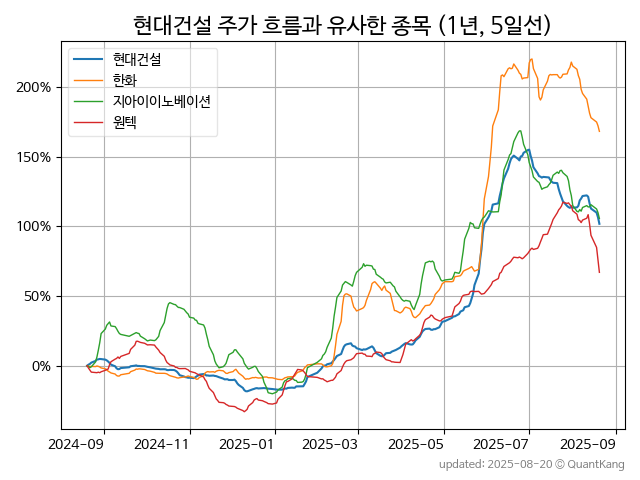 현대건설 주가 흐름과 유사한 종목 (1년, 5일선)
현대건설
한화
지아이이노베이션
원텍
200%
150%
100%
50%
0%
2024-09 2024-11 2025-01 2025-03 2025-05 2025-07 2025-09
updated: 2025-08-20 © QuantKang